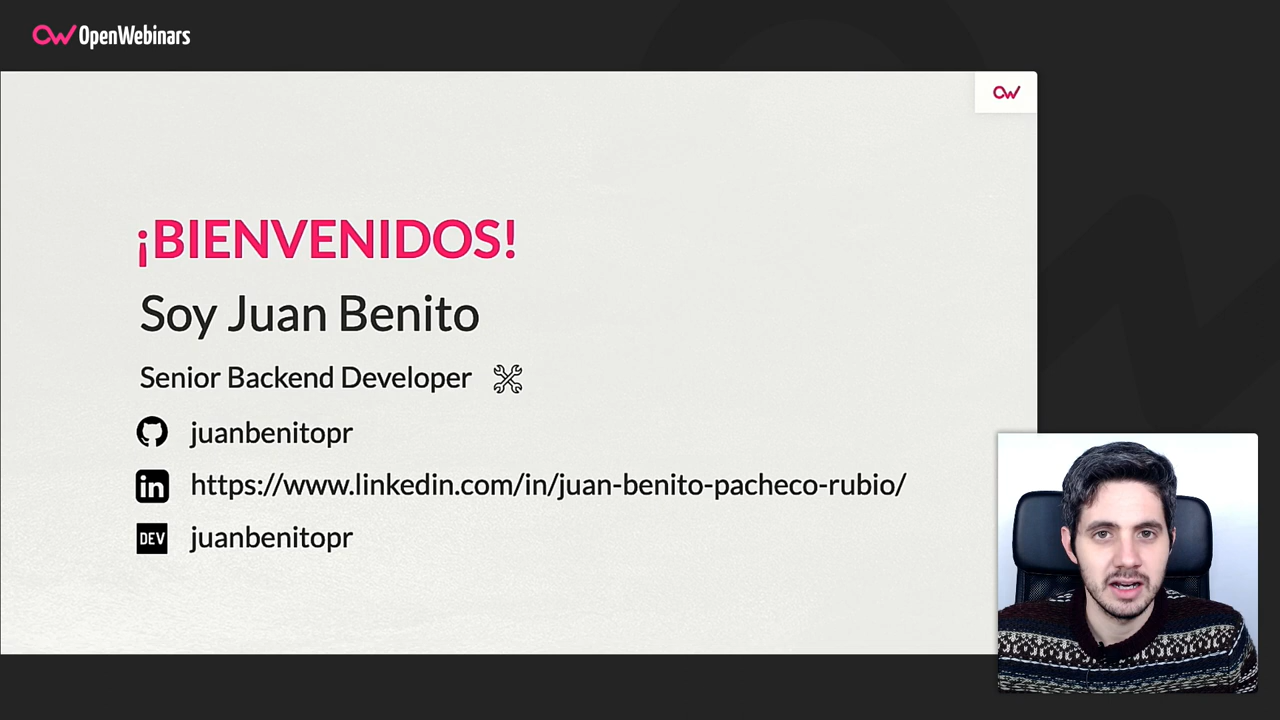 OpenWebinars
¡BIENVENIDOS!
Soy Juan Benito
Senior Backend Developer
juanbenitopr
in https://www.linkedin.com/in/juan-benito-pacheco-rubio/
DEV juanbenitopr